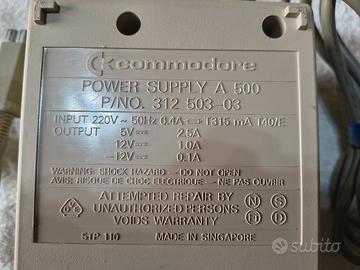 commodore
POWER SUPPLY A 500
P/NO. 312 503-03
INPUT 220V ~ 50Hz 0.4A T315 mA 140/E
OUTPUT 5V 2.5A
12V 1.0A
-12V 0.1A
WARNING: SHOCK HAZARD - DO NOT OPEN
AVIS: RISQUE DE CHOC ELECTRIQUE - NE PAS OUVRIR
ATTEMPTED REPAIR BY
UNAUTHORIZED PERSONS
VOIDS WARRANTY
N S
D
STP 110 MADE IN SINGAPORE
subito